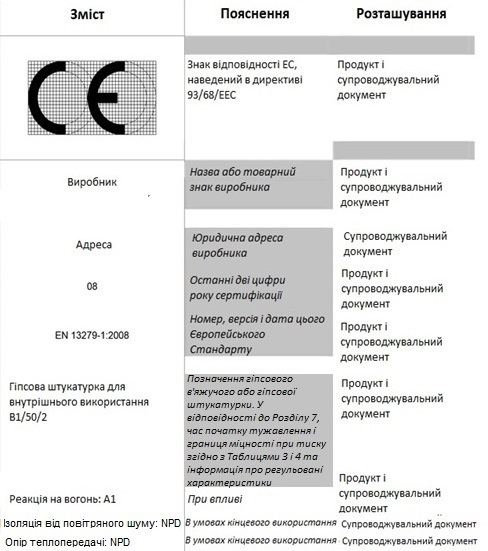 Зміст Пояснення Розташування
CE
Знак відповідності ЕС,
наведений в директиві
93/68/ЕЕС
Продукт і
супроводжувальний
документ
Виробник
Назва або товарний
знак виробника
Продукт і
супроводжувальний
документ
Адреса
Юридична адреса
виробника
Супроводжувальний
документ
08
Останні дві цифри
року сертифікації
Продукт і
супроводжувальний
документ
EN 13279-1:2008
Номер, версія і дата цього
Європейського
Стандарту
Продукт і
супроводжувальний
документ
Гіпсова штукатурка для
внутрішнього використання
В1/50/2
Позначення гіпсового
в'яжучого або гіпсової
штукатурки. У
відповідності до Розділу 7,
час початку тужавлення і
границя міцності при тиску
згідно з Таблицями 3 і 4 та
інформація про регульовані
характеристики
Продукт і
супроводжувальний
документ
Реакція на вогонь: А1
При впливі
Продукт і
супроводжувальний
документ
Ізоляція від повітряного шуму: NPD В умовах кінцевого використання Супроводжувальний документ
Опір теплопередачі: NPD В умовах кінцевого використання Супроводжувальний документ